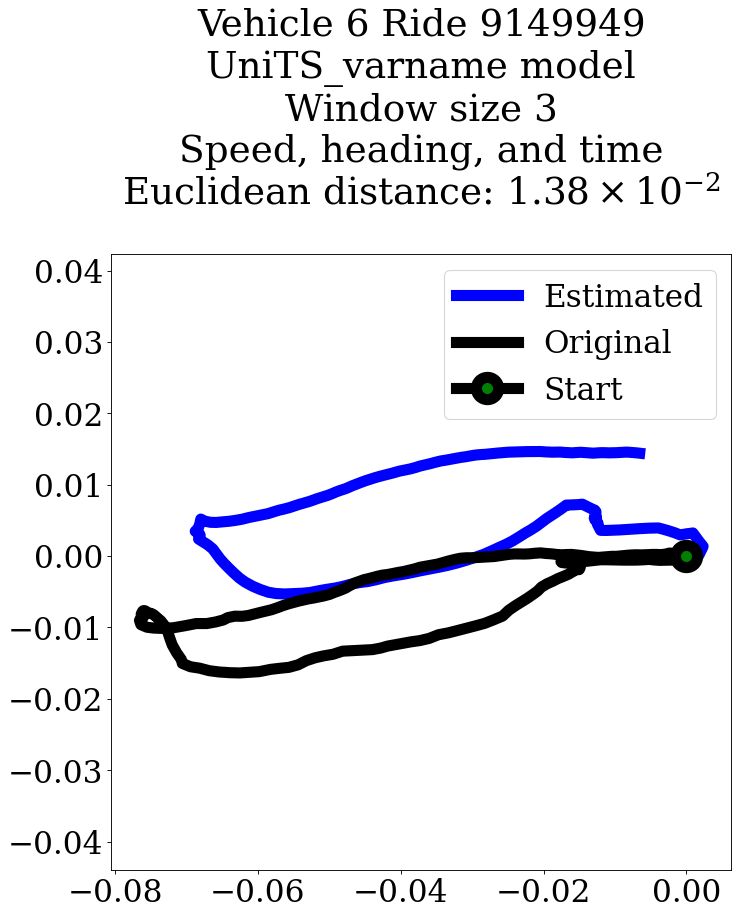 Vehicle 6 Ride 9149949
UniTS_varname model
Window size 3
Speed, heading, and time
Euclidean distance: 1.38 × 10⁻²
Estimated
Original
Start
0.04
0.03
0.02
0.01
0.00
−0.01
−0.02
−0.03
−0.04
−0.08 −0.06 −0.04 −0.02 0.00